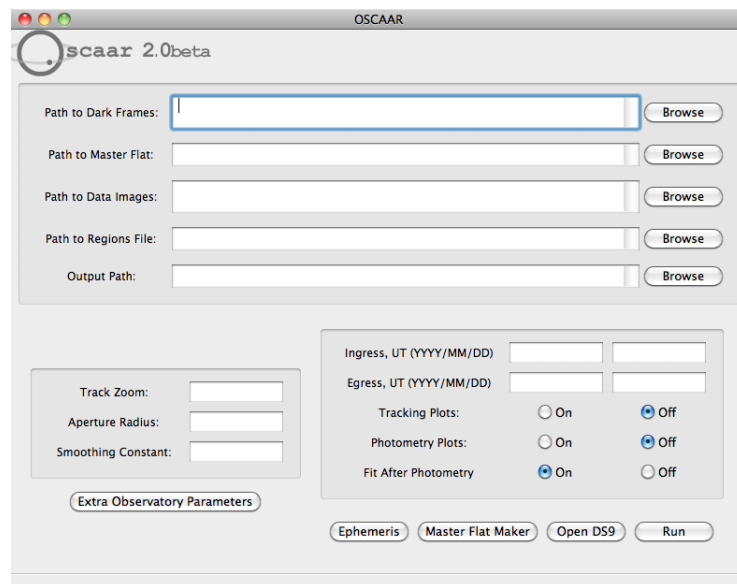 OSCAAR
Oscaar 2.0beta
Path to Dark Frames: Browse
Path to Master Flat: Browse
Path to Data Images: Browse
Path to Regions File: Browse
Output Path: Browse
Ingress, UT (YYYY/MM/DD)
Egress, UT (YYYY/MM/DD)
Track Zoom:
Tracking Plots: On Off
Aperture Radius:
Photometry Plots: On Off
Smoothing Constant:
Fit After Photometry On Off
Extra Observatory Parameters
Ephemeris Master Flat Maker Open DS9 Run